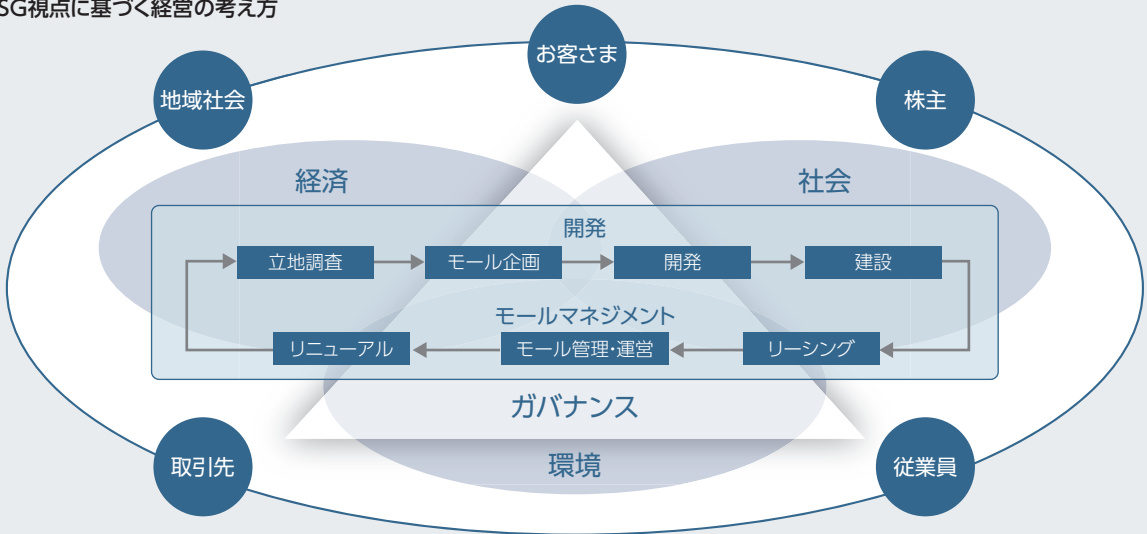 SG視点に基づく経営の考え方
お客さま
地域社会
株主
経済
社会
開発
立地調査
モール企画
開発
建設
モールマネジメント
リニューアル
モール管理・運営
リーシング
ガバナンス
環境
取引先
従業員